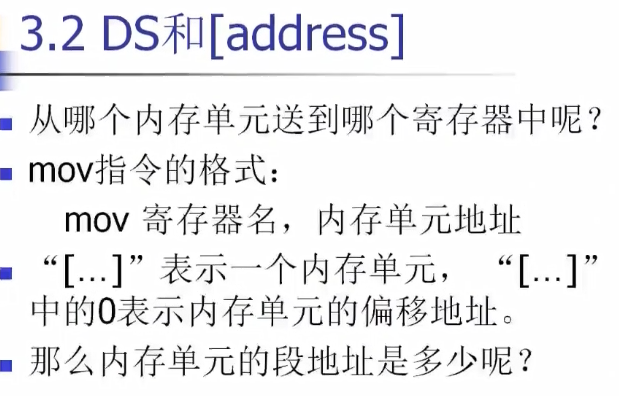 3.2 DS和[address]
从哪个内存单元送到哪个寄存器中呢？
mov指令的格式：
mov 寄存器名，内存单元地址
“[…]”表示一个内存单元， “[…]”
中的0表示内存单元的偏移地址。
那么内存单元的段地址是多少呢？